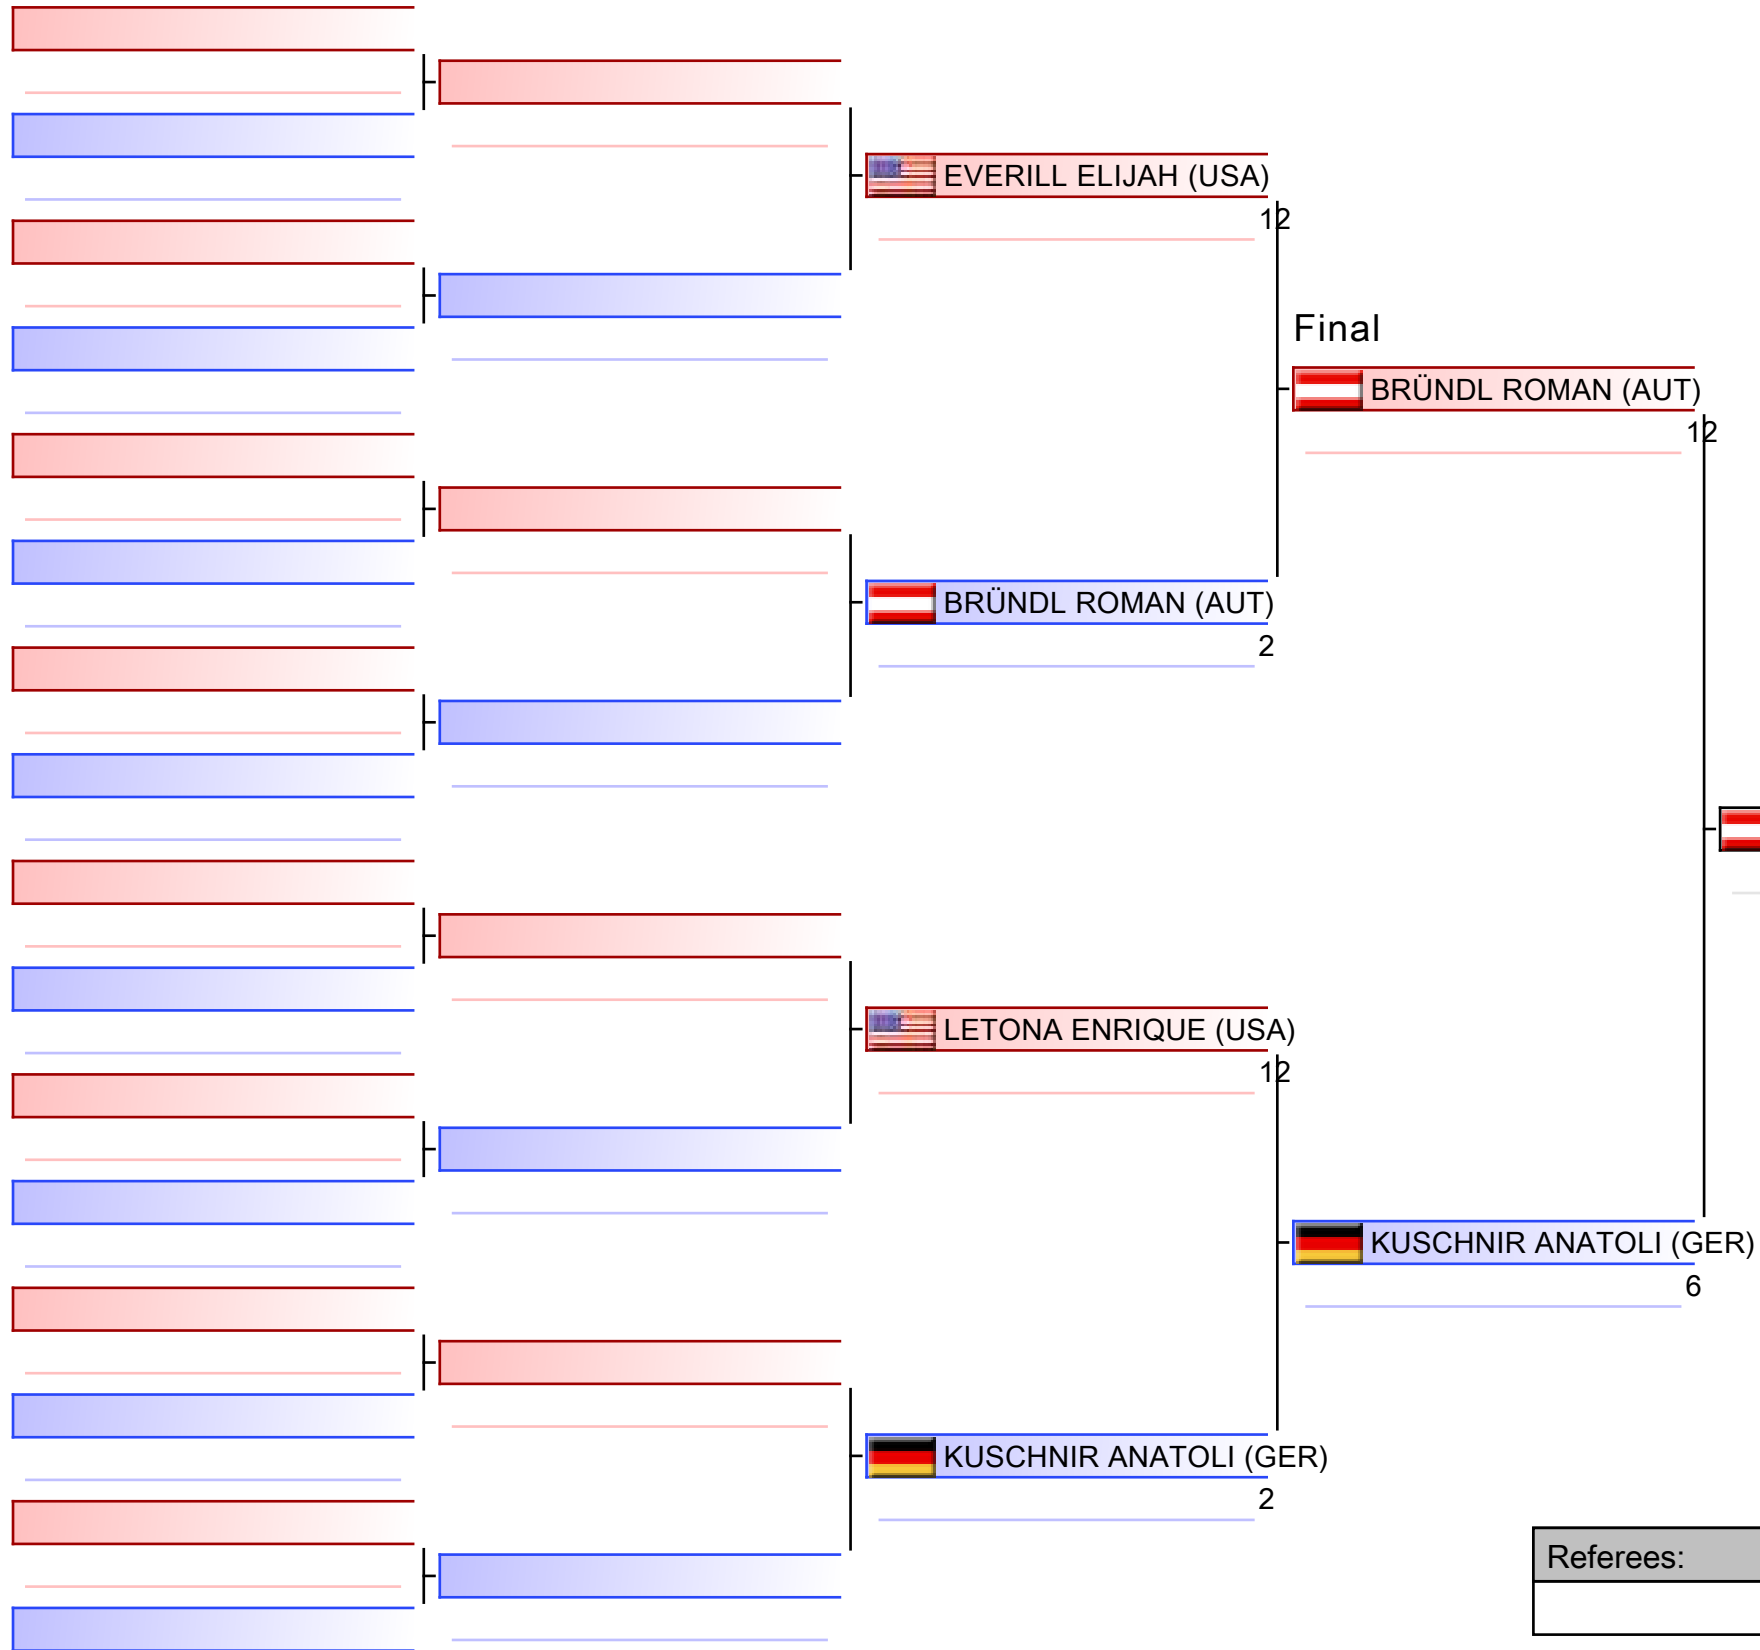 EVERILL ELIJAH (USA)
12
Final
BRÜNDL ROMAN (AUT)
12
BRÜNDL ROMAN (AUT)
2
LETONA ENRIQUE (USA)
12
KUSCHNIR ANATOLI (GER)
6
KUSCHNIR ANATOLI (GER)
2
Referees: